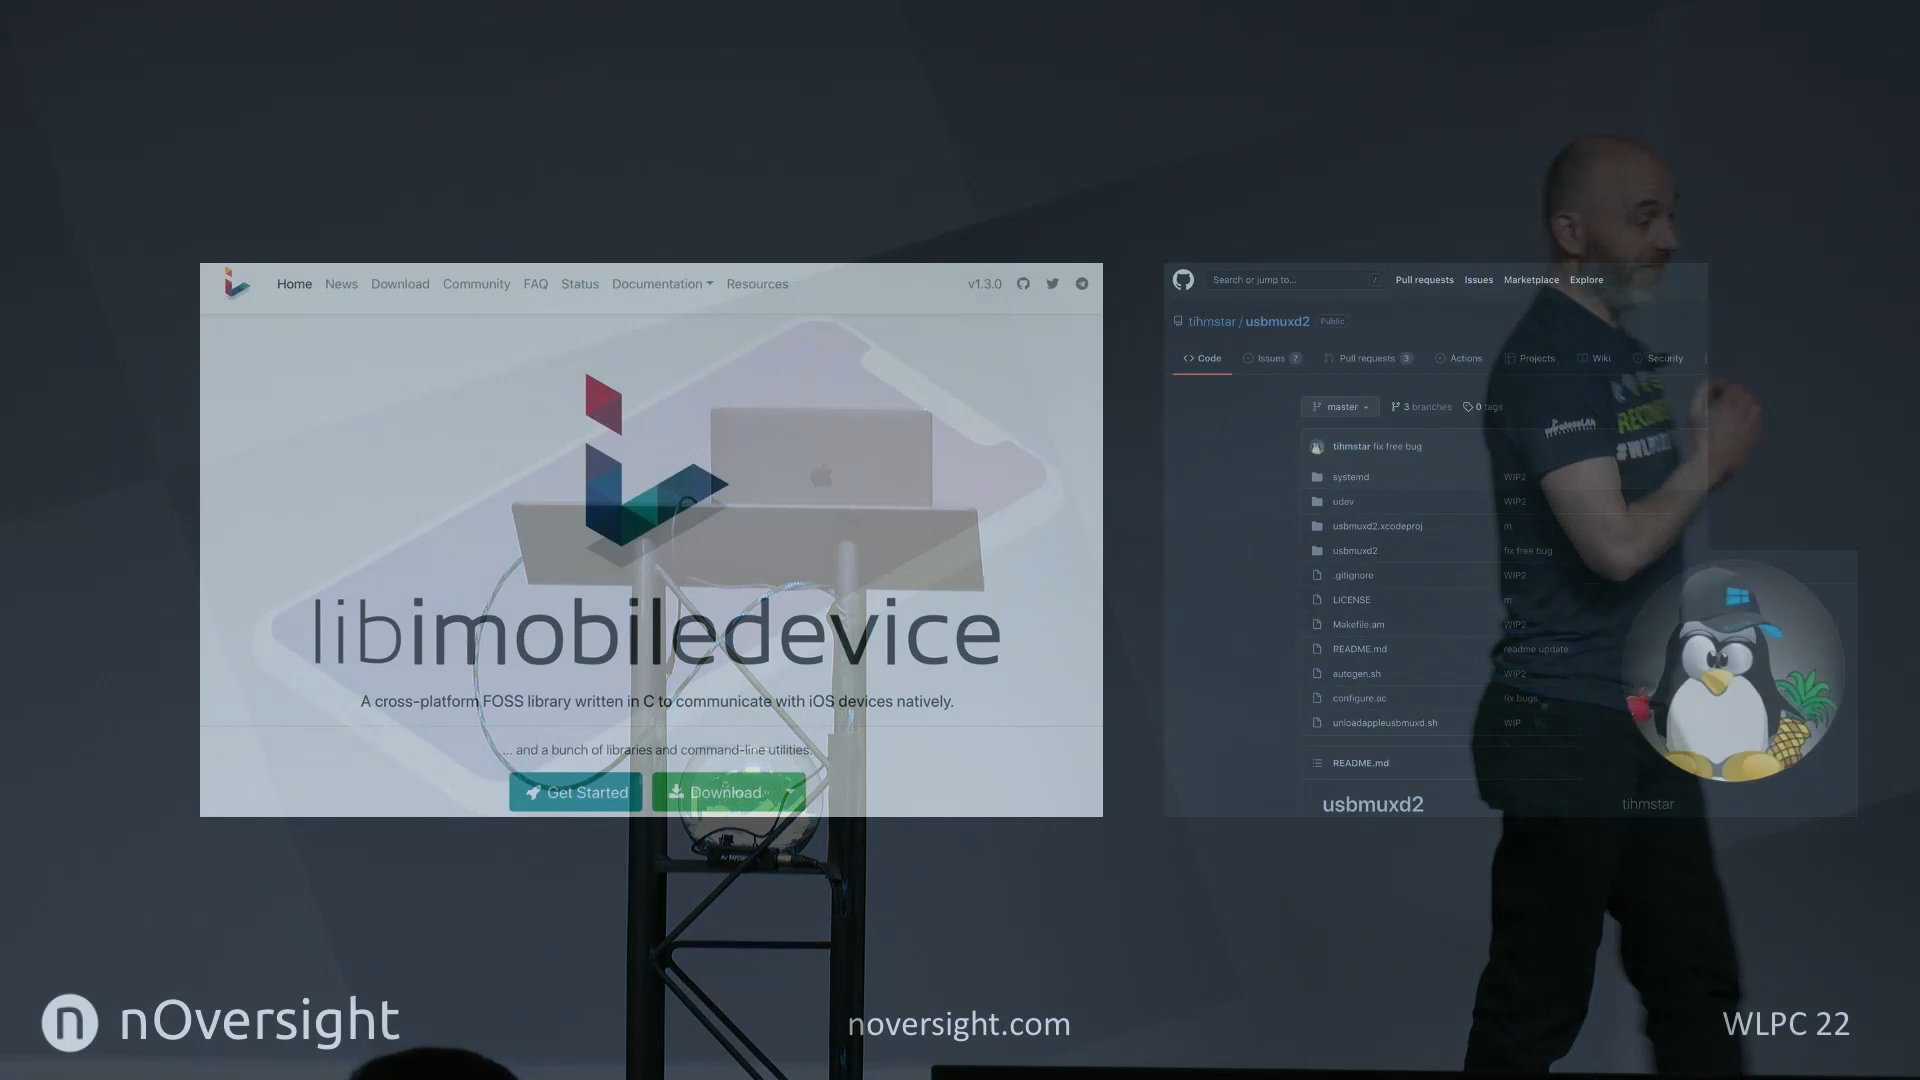 Home News Download Community FAQ Status Documentation Resources v1.3.0
libimobiledevice
A cross-platform FOSS library written in C to communicate with iOS devices natively.
... and a bunch of libraries and command-line utilities.
Get Started Download
Search or jump to... / Pull requests Issues Marketplace Explore
tihmstar / usbmuxd2 Public
<> Code Issues 7 Pull requests 3 Actions Projects Wiki Security
master 3 branches 0 tags
tihmstar fix free bug
systemd WIP2
udev WIP2
usbmuxd2.xcodeproj m
usbmuxd2 fix free bug
.gitignore WIP2
LICENSE m
Makefile.am WIP2
README.md readme update
autogen.sh WIP2
configure.ac fix bugs
unloadappleusbmuxd.sh WIP
README.md
usbmuxd2
tihmstar
n nOversight
noversight.com
WLPC 22